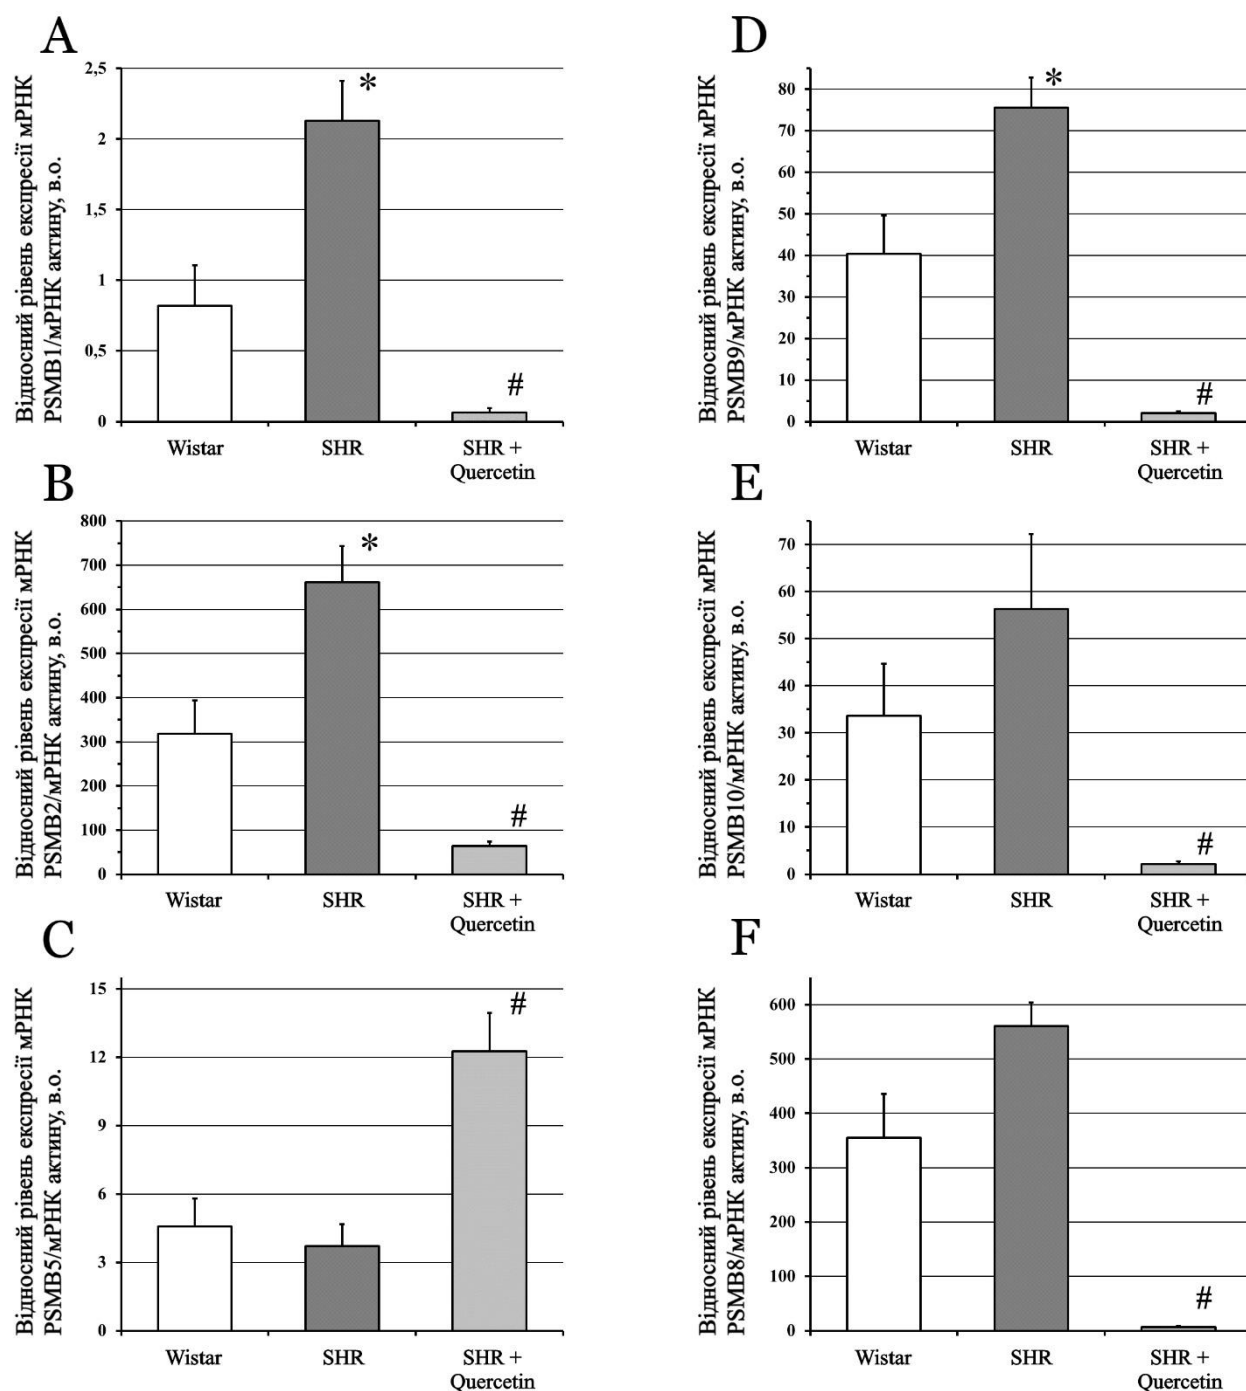 A
Відносний рівень експресії мРНК
PSMB1/мРНК актину, в.о.
2,5
2
1,5
1
0,5
0
*
#
Wistar
SHR
SHR +
Quercetin
B
Відносний рівень експресії мРНК
PSMB2/мРНК актину, в.о.
800
700
600
500
400
300
200
100
0
*
#
Wistar
SHR
SHR +
Quercetin
C
Відносний рівень експресії мРНК
PSMB5/мРНК актину, в.о.
15
12
9
6
3
0
#
Wistar
SHR
SHR +
Quercetin
D
Відносний рівень експресії мРНК
PSMB9/мРНК актину, в.о.
80
70
60
50
40
30
20
10
0
*
#
Wistar
SHR
SHR +
Quercetin
E
Відносний рівень експресії мРНК
PSMB10/мРНК актину, в.о.
70
60
50
40
30
20
10
0
#
Wistar
SHR
SHR +
Quercetin
F
Відносний рівень експресії мРНК
PSMB8/мРНК актину, в.о.
600
500
400
300
200
100
0
#
Wistar
SHR
SHR +
Quercetin